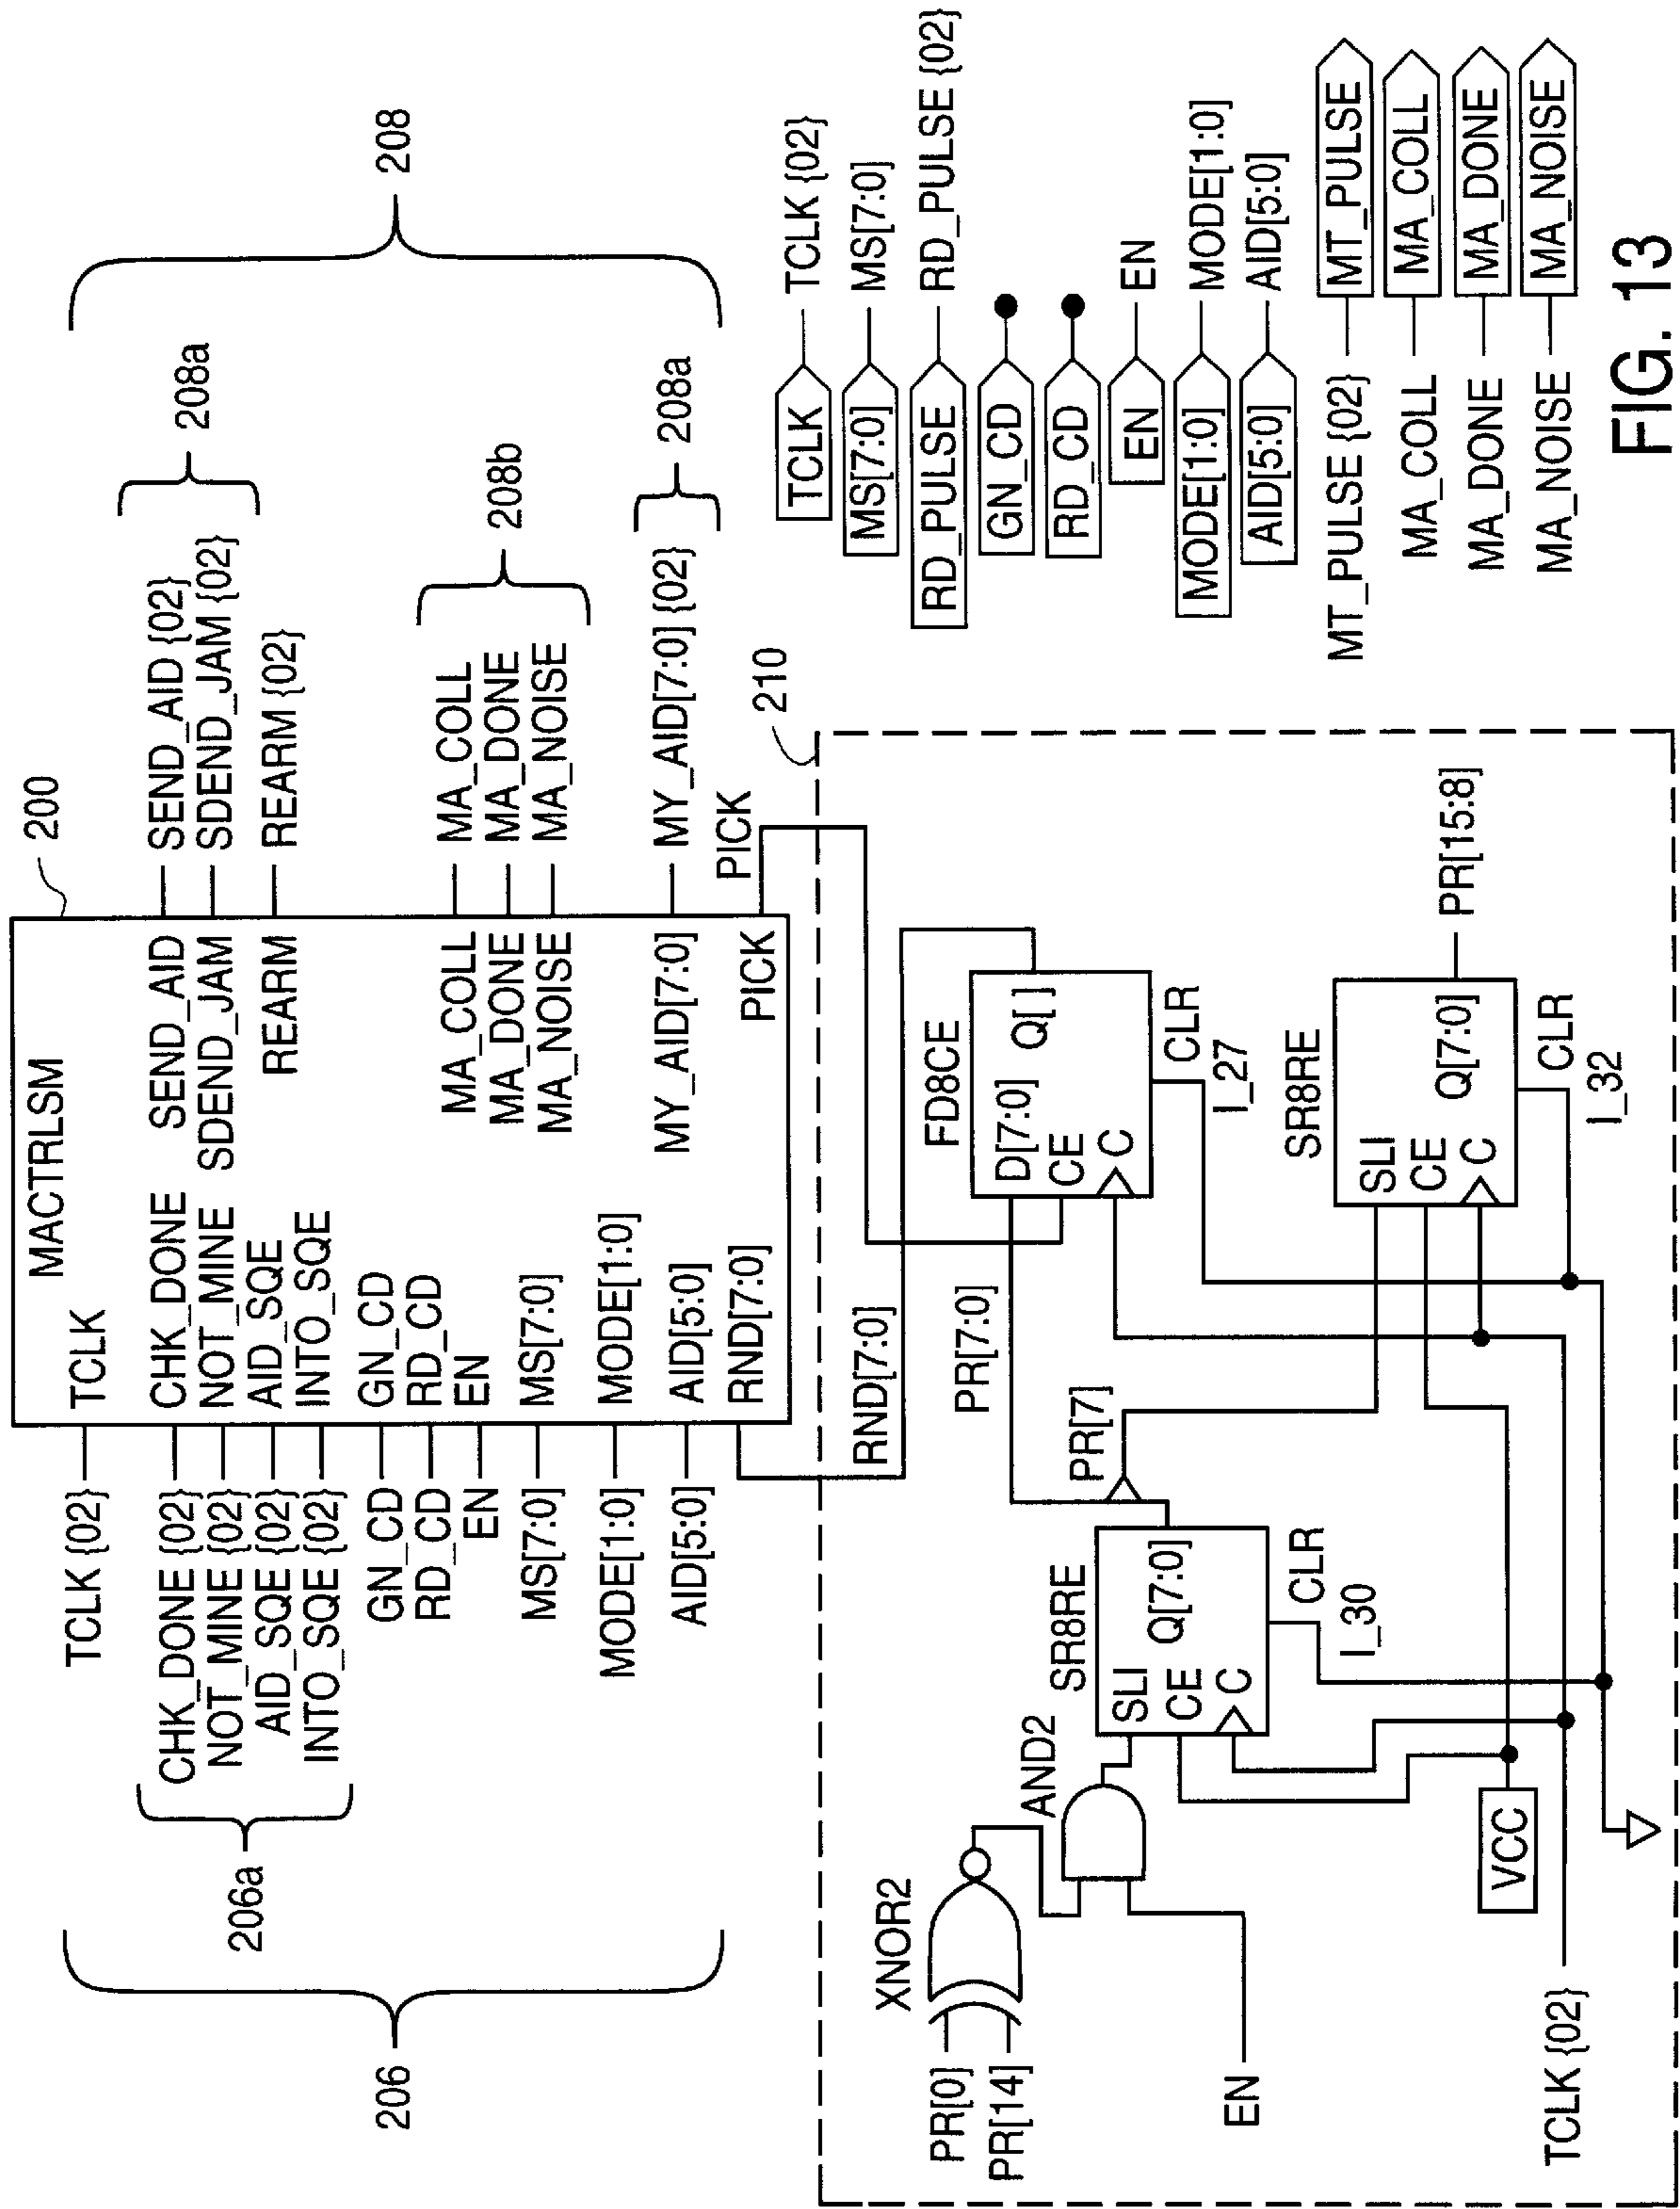 MACTRLSM
200
TCLK {02}
TCLK
CHK_DONE {02}
NOT_MINE {02}
AID_SQE {02}
INTO_SQE {02}
GN_CD
RD_CD
EN
MS[7:0]
MODE[1:0]
AID[5:0]
CHK_DONE
NOT_MINE
AID_SQE
INTO_SQE
GN_CD
RD_CD
EN
MS[7:0]
MODE[1:0]
AID[5:0]
RND[7:0]
SEND_AID
SDEND_JAM
REARM
MA_COLL
MA_DONE
MA_NOISE
MY_AID[7:0]
PICK
SEND_AID {02}
SDEND_JAM {02}
REARM {02}
MA_COLL
MA_DONE
MA_NOISE
MY_AID[7:0] {02}
PICK
206
206a
208a
208b
208a
208
210
RND[7:0]
PR[7:0]
PR[7]
FD8CE
D[7:0]
Q[ ]
CE
C
CLR
I_27
SR8RE
SLI
Q[7:0]
CE
C
CLR
I_32
PR[15:8]
XNOR2
PR[0]
PR[14]
AND2
EN
SR8RE
SLI
Q[7:0]
CE
C
CLR
I_30
VCC
TCLK {02}
TCLK TCLK {02}
MS[7:0] MS[7:0]
RD_PULSE RD_PULSE {02}
GN_CD
RD_CD
EN EN
MODE[1:0] MODE[1:0]
AID[5:0] AID[5:0]
MT_PULSE {02} MT_PULSE
MA_COLL MA_COLL
MA_DONE MA_DONE
MA_NOISE MA_NOISE
FIG. 13